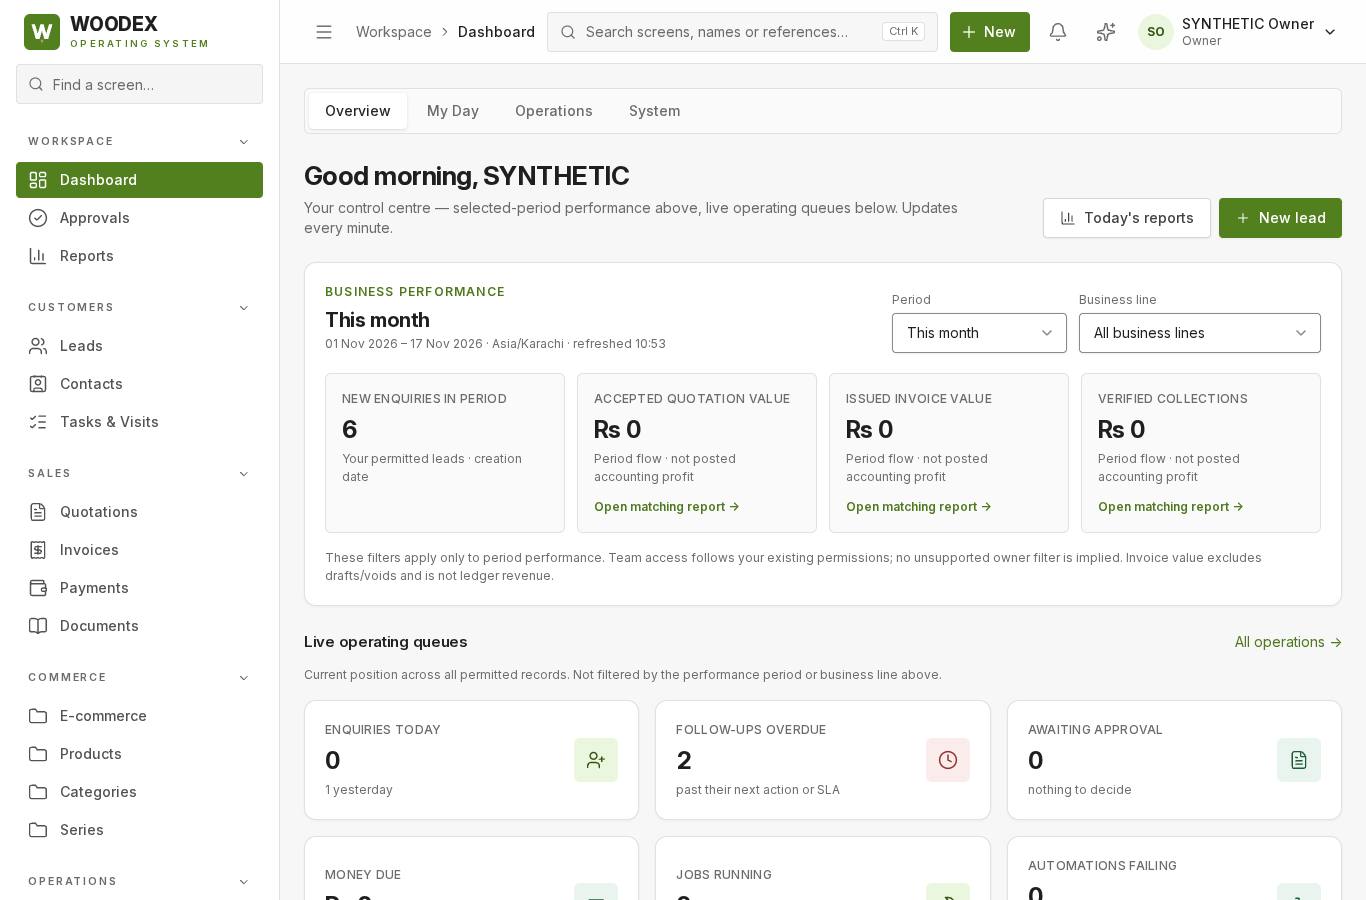 W
WOODEX
OPERATING SYSTEM
Find a screen…
WORKSPACE
Dashboard
Approvals
Reports
CUSTOMERS
Leads
Contacts
Tasks & Visits
SALES
Quotations
Invoices
Payments
Documents
COMMERCE
E-commerce
Products
Categories
Series
OPERATIONS
Workspace > Dashboard
Search screens, names or references…
Ctrl K
+ New
SO
SYNTHETIC Owner
Owner
Overview My Day Operations System
Good morning, SYNTHETIC
Your control centre — selected-period performance above, live operating queues below. Updates
every minute.
Today's reports
+ New lead
BUSINESS PERFORMANCE
This month
01 Nov 2026 – 17 Nov 2026 · Asia/Karachi · refreshed 10:53
Period
This month
Business line
All business lines
NEW ENQUIRIES IN PERIOD
6
Your permitted leads · creation
date
ACCEPTED QUOTATION VALUE
Rs 0
Period flow · not posted
accounting profit
Open matching report →
ISSUED INVOICE VALUE
Rs 0
Period flow · not posted
accounting profit
Open matching report →
VERIFIED COLLECTIONS
Rs 0
Period flow · not posted
accounting profit
Open matching report →
These filters apply only to period performance. Team access follows your existing permissions; no unsupported owner filter is implied. Invoice value excludes
drafts/voids and is not ledger revenue.
Live operating queues
All operations →
Current position across all permitted records. Not filtered by the performance period or business line above.
ENQUIRIES TODAY
0
1 yesterday
FOLLOW-UPS OVERDUE
2
past their next action or SLA
AWAITING APPROVAL
0
nothing to decide
MONEY DUE
JOBS RUNNING
AUTOMATIONS FAILING
0